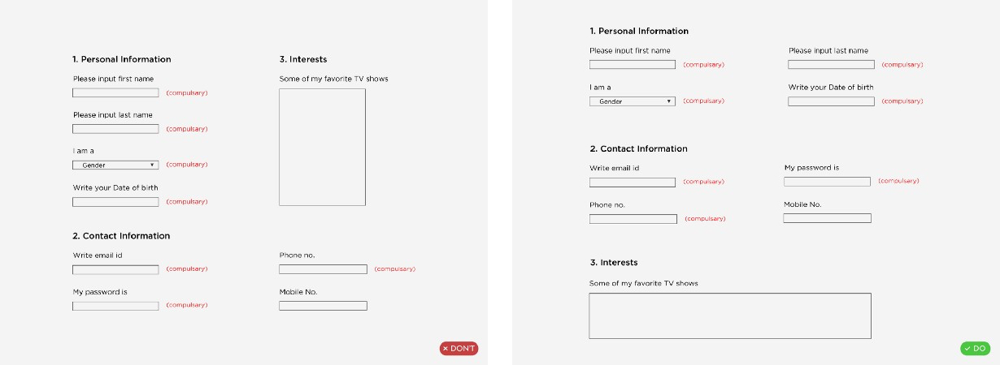 1. Personal Information
Please input first name
(compulsary)
Please input last name
(compulsary)
I am a
Gender
(compulsary)
Write your Date of birth
(compulsary)
3. Interests
Some of my favorite TV shows
2. Contact Information
Write email id
(compulsary)
Phone no.
(compulsary)
My password is
(compulsary)
Mobile No.
× DON'T
1. Personal Information
Please input first name
(compulsary)
Please input last name
(compulsary)
I am a
Gender
(compulsary)
Write your Date of birth
(compulsary)
2. Contact Information
Write email id
(compulsary)
My password is
(compulsary)
Phone no.
(compulsary)
Mobile No.
3. Interests
Some of my favorite TV shows
✓ DO